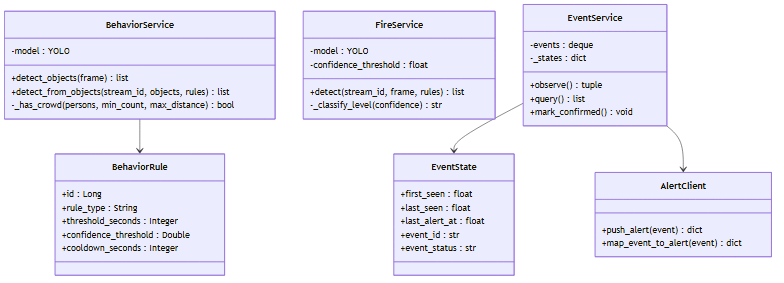 BehaviorService
-model : YOLO
+detect_objects(frame) : list
+detect_from_objects(stream_id, objects, rules) : list
-_has_crowd(persons, min_count, max_distance) : bool
FireService
-model : YOLO
-confidence_threshold : float
+detect(stream_id, frame, rules) : list
-_classify_level(confidence) : str
EventService
-events : deque
-_states : dict
+observe() : tuple
+query() : list
+mark_confirmed() : void
BehaviorRule
+id : Long
+rule_type : String
+threshold_seconds : Integer
+confidence_threshold : Double
+cooldown_seconds : Integer
EventState
+first_seen : float
+last_seen : float
+last_alert_at : float
+event_id : str
+event_status : str
AlertClient
+push_alert(event) : dict
+map_event_to_alert(event) : dict